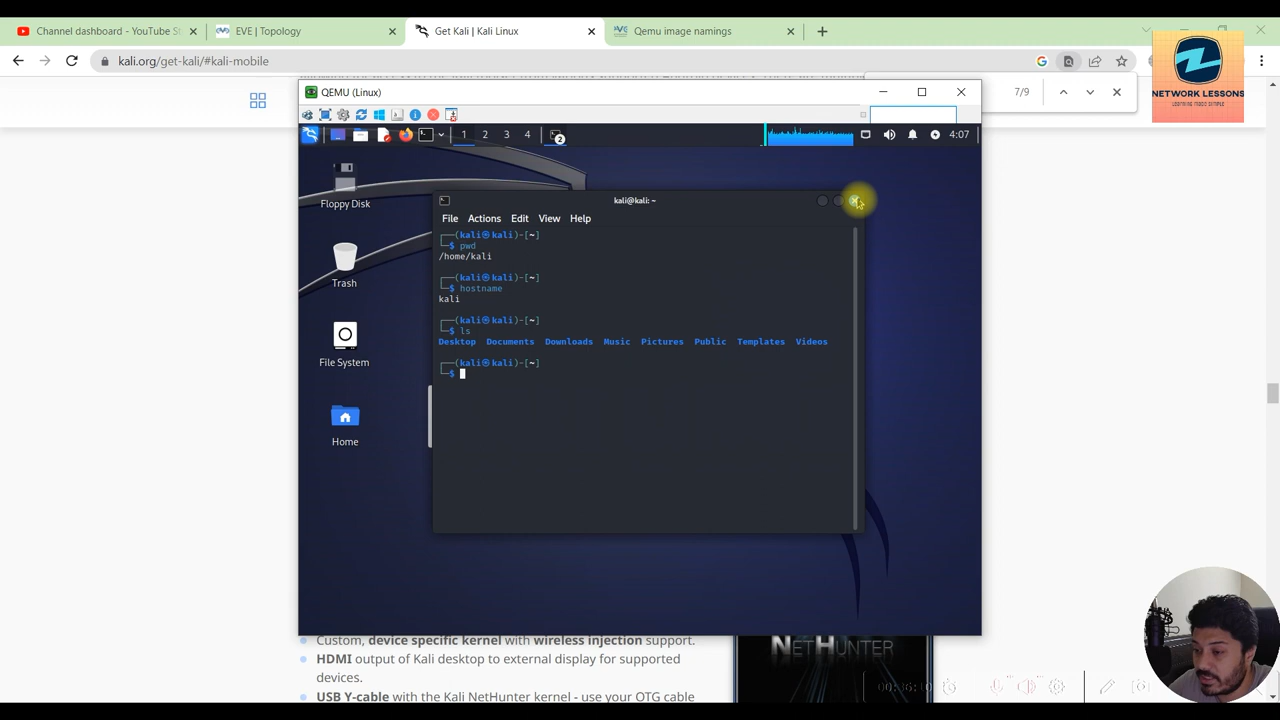 Channel dashboard - YouTube S
EVE | Topology
Get Kali | Kali Linux
Qemu image namings
kali.org/get-kali/#kali-mobile
7/9
NETWORK LESSONS
LEARNING MADE SIMPLE
QEMU (Linux)
1 2 3 4
2
4:07
Floppy Disk
Trash
File System
Home
kali@kali: ~
File Actions Edit View Help
┌──(kali㉿kali)-[~]
└─$ pwd
/home/kali
┌──(kali㉿kali)-[~]
└─$ hostname
kali
┌──(kali㉿kali)-[~]
└─$ ls
Desktop Documents Downloads Music Pictures Public Templates Videos
┌──(kali㉿kali)-[~]
└─$
Custom, device specific kernel with wireless injection support.
HDMI output of Kali desktop to external display for supported
devices.
USB Y-cable with the Kali NetHunter kernel - use your OTG cable
NETHUNTER